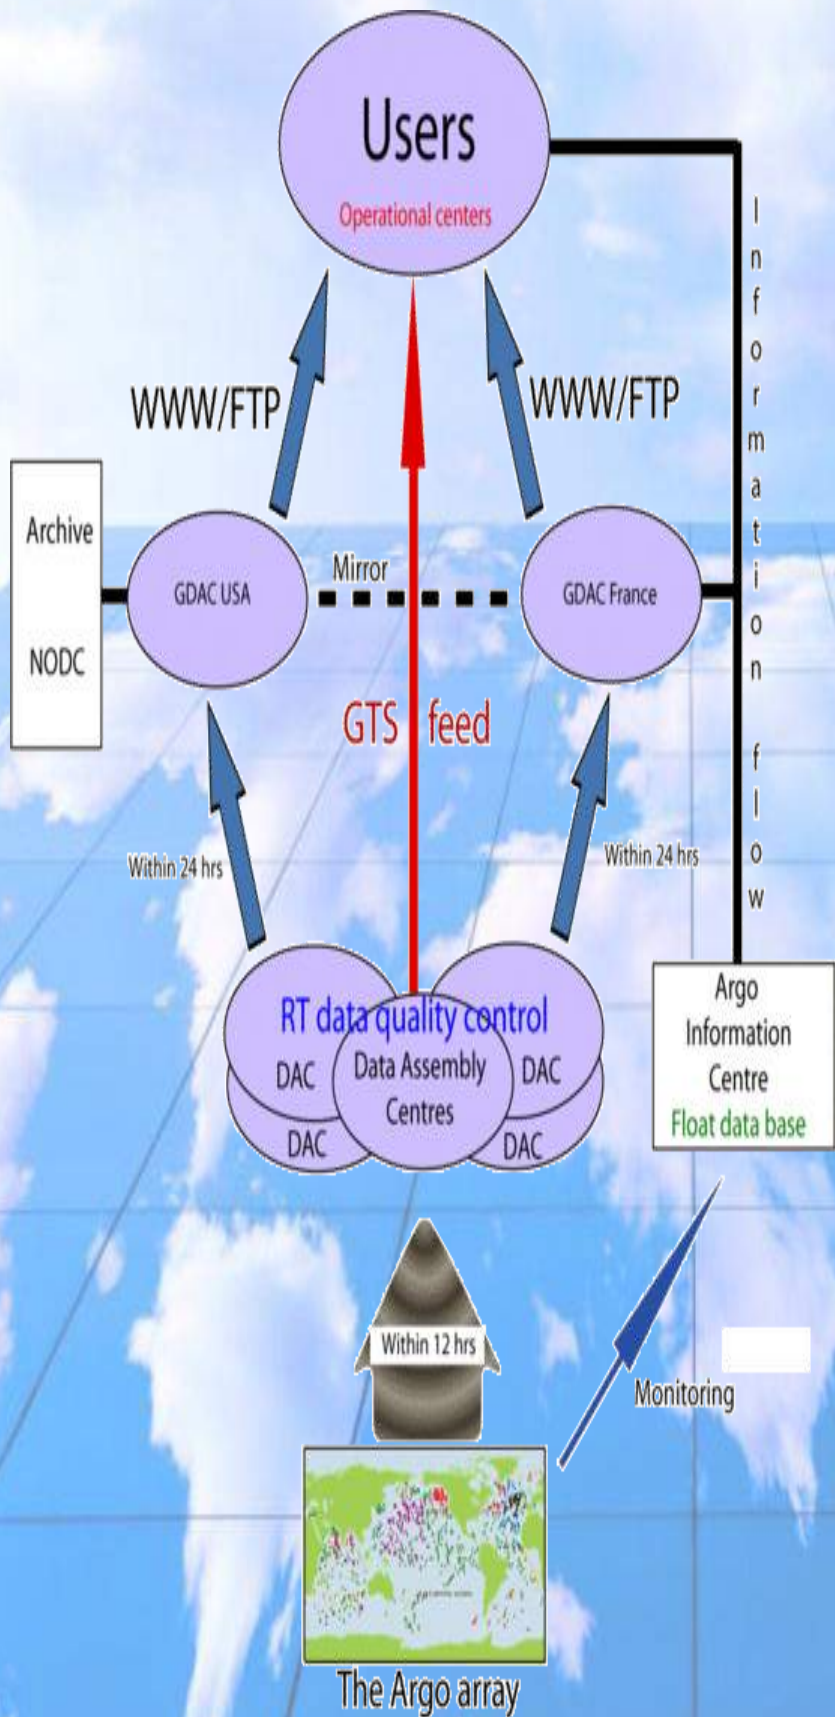 Users
Operational centers
WWW/FTP
WWW/FTP
Information flow
Archive
NODC
GDAC USA
Mirror
GDAC France
GTS feed
Within 24 hrs
Within 24 hrs
RT data quality control
DAC
Data Assembly
Centres
DAC
DAC
DAC
Argo
Information
Centre
Float data base
Within 12 hrs
Monitoring
The Argo array